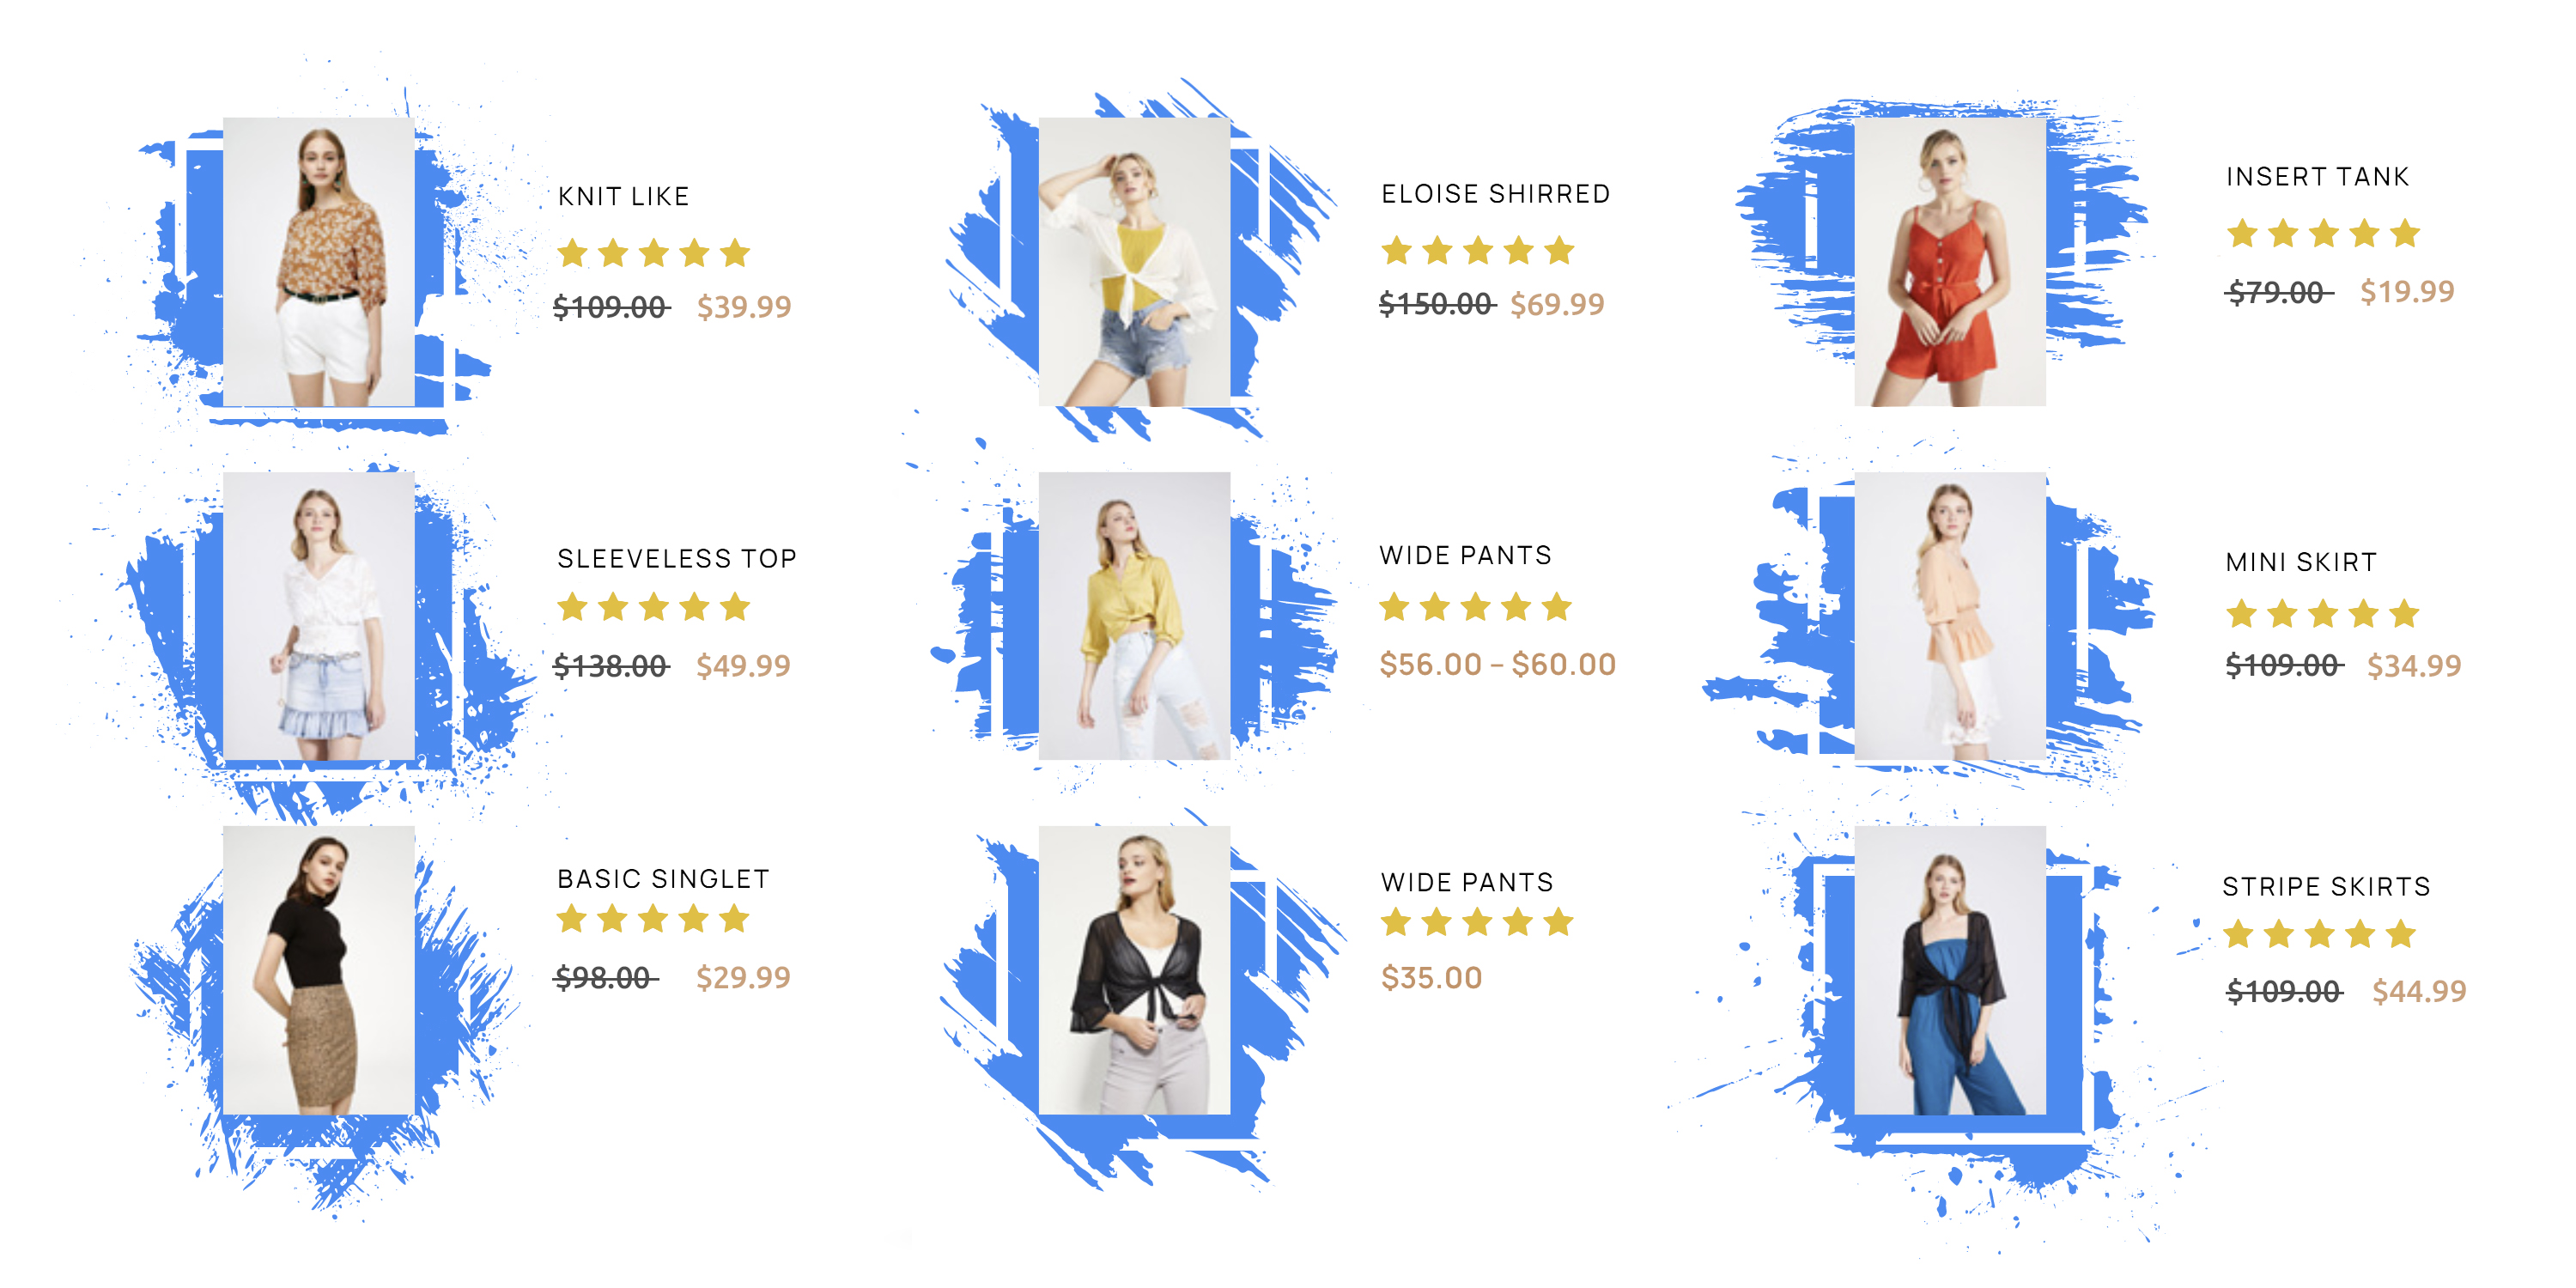 KNIT LIKE
$109.00 $39.99
ELOISE SHIRRED
$150.00 $69.99
INSERT TANK
$79.00 $19.99
SLEEVELESS TOP
$138.00 $49.99
WIDE PANTS
$56.00 – $60.00
MINI SKIRT
$109.00 $34.99
BASIC SINGLET
$98.00 $29.99
WIDE PANTS
$35.00
STRIPE SKIRTS
$109.00 $44.99